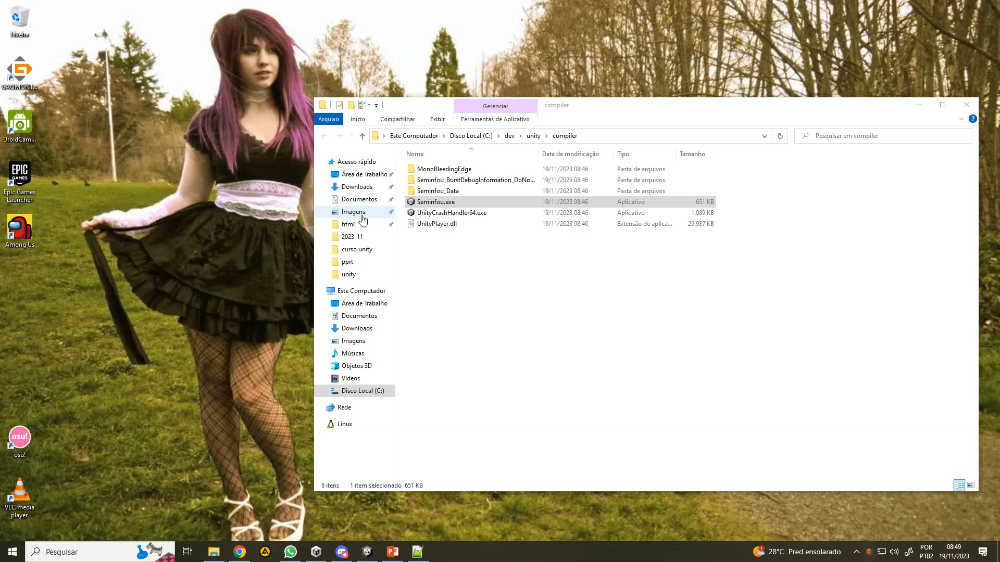 Lixeira
GAOMONT...
DroidCam...
EPIC
GAMES
Epic Games
Launcher
Among Us
osu!
osu!
VLC media
player
Gerenciar
compiler
Arquivo
Início
Compartilhar
Exibir
Ferramentas de Aplicativo
Este Computador
Disco Local (C:)
dev
unity
compiler
Pesquisar em compiler
Acesso rápido
Área de Trabalho
Downloads
Documentos
Imagens
html
2023-11
curso unity
pprt
unity
Este Computador
Área de Trabalho
Documentos
Downloads
Imagens
Músicas
Objetos 3D
Vídeos
Disco Local (C:)
Rede
Linux
Nome Data de modificação Tipo Tamanho
MonoBleedingEdge 19/11/2023 08:46 Pasta de arquivos
Seminfou_BurstDebugInformation_DoNo... 19/11/2023 08:46 Pasta de arquivos
Seminfou_Data 19/11/2023 08:46 Pasta de arquivos
Seminfou.exe 19/11/2023 08:46 Aplicativo 651 KB
UnityCrashHandler64.exe 19/11/2023 08:46 Aplicativo 1.089 KB
UnityPlayer.dll 19/11/2023 08:46 Extensão de aplica... 29.987 KB
6 itens 1 item selecionado 651 KB
Pesquisar
28°C Pred ensolarado
POR
PTB2
08:49
19/11/2023